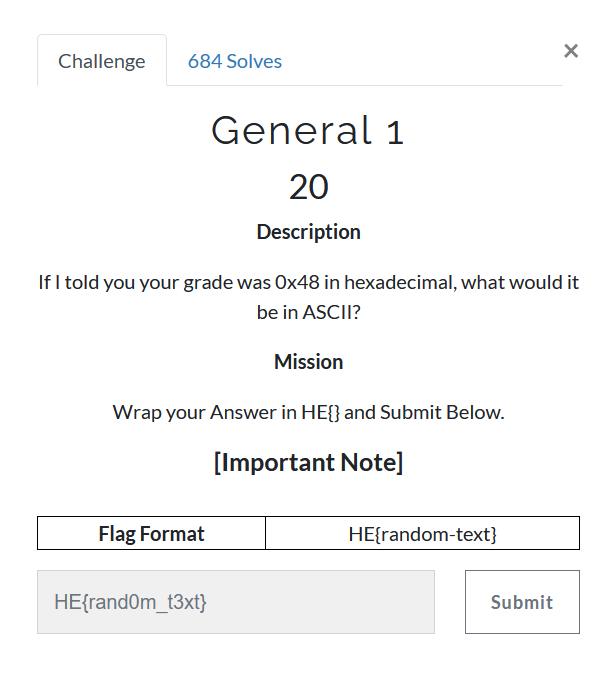 Challenge
684 Solves
×
General 1
20
Description
If I told you your grade was 0x48 in hexadecimal, what would it
be in ASCII?
Mission
Wrap your Answer in HE{} and Submit Below.
[Important Note]
Flag Format HE{random-text}
HE{rand0m_t3xt} Submit